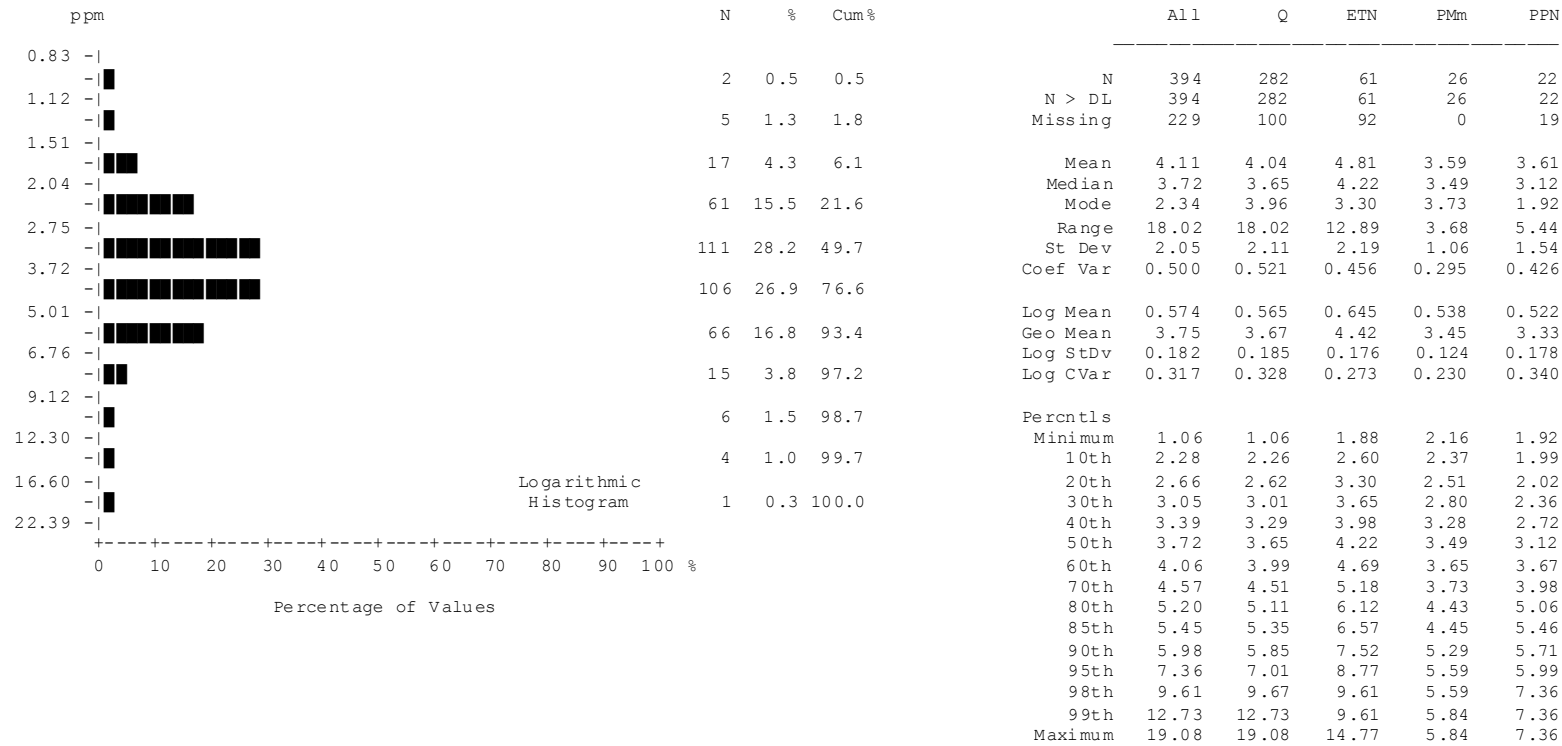 ppm N % Cum% All Q ETN PMm PPN
0.83
2 0.5 0.5 N 394 282 61 26 22
1.12 N > DL 394 282 61 26 22
5 1.3 1.8 Missing 229 100 92 0 19
1.51
17 4.3 6.1 Mean 4.11 4.04 4.81 3.59 3.61
2.04 Median 3.72 3.65 4.22 3.49 3.12
61 15.5 21.6 Mode 2.34 3.96 3.30 3.73 1.92
2.75 Range 18.02 18.02 12.89 3.68 5.44
111 28.2 49.7 St Dev 2.05 2.11 2.19 1.06 1.54
3.72 Coef Var 0.500 0.521 0.456 0.295 0.426
106 26.9 76.6
5.01 Log Mean 0.574 0.565 0.645 0.538 0.522
66 16.8 93.4 Geo Mean 3.75 3.67 4.42 3.45 3.33
6.76 Log StDv 0.182 0.185 0.176 0.124 0.178
15 3.8 97.2 Log CVar 0.317 0.328 0.273 0.230 0.340
9.12
6 1.5 98.7 Percntls
12.30 Minimum 1.06 1.06 1.88 2.16 1.92
4 1.0 99.7 10th 2.28 2.26 2.60 2.37 1.99
16.60 Logarithmic 20th 2.66 2.62 3.30 2.51 2.02
Histogram 1 0.3 100.0 30th 3.05 3.01 3.65 2.80 2.36
22.39 40th 3.39 3.29 3.98 3.28 2.72
50th 3.72 3.65 4.22 3.49 3.12
0 10 20 30 40 50 60 70 80 90 100 % 60th 4.06 3.99 4.69 3.65 3.67
70th 4.57 4.51 5.18 3.73 3.98
Percentage of Values 80th 5.20 5.11 6.12 4.43 5.06
85th 5.45 5.35 6.57 4.45 5.46
90th 5.98 5.85 7.52 5.29 5.71
95th 7.36 7.01 8.77 5.59 5.99
98th 9.61 9.67 9.61 5.59 7.36
99th 12.73 12.73 9.61 5.84 7.36
Maximum 19.08 19.08 14.77 5.84 7.36